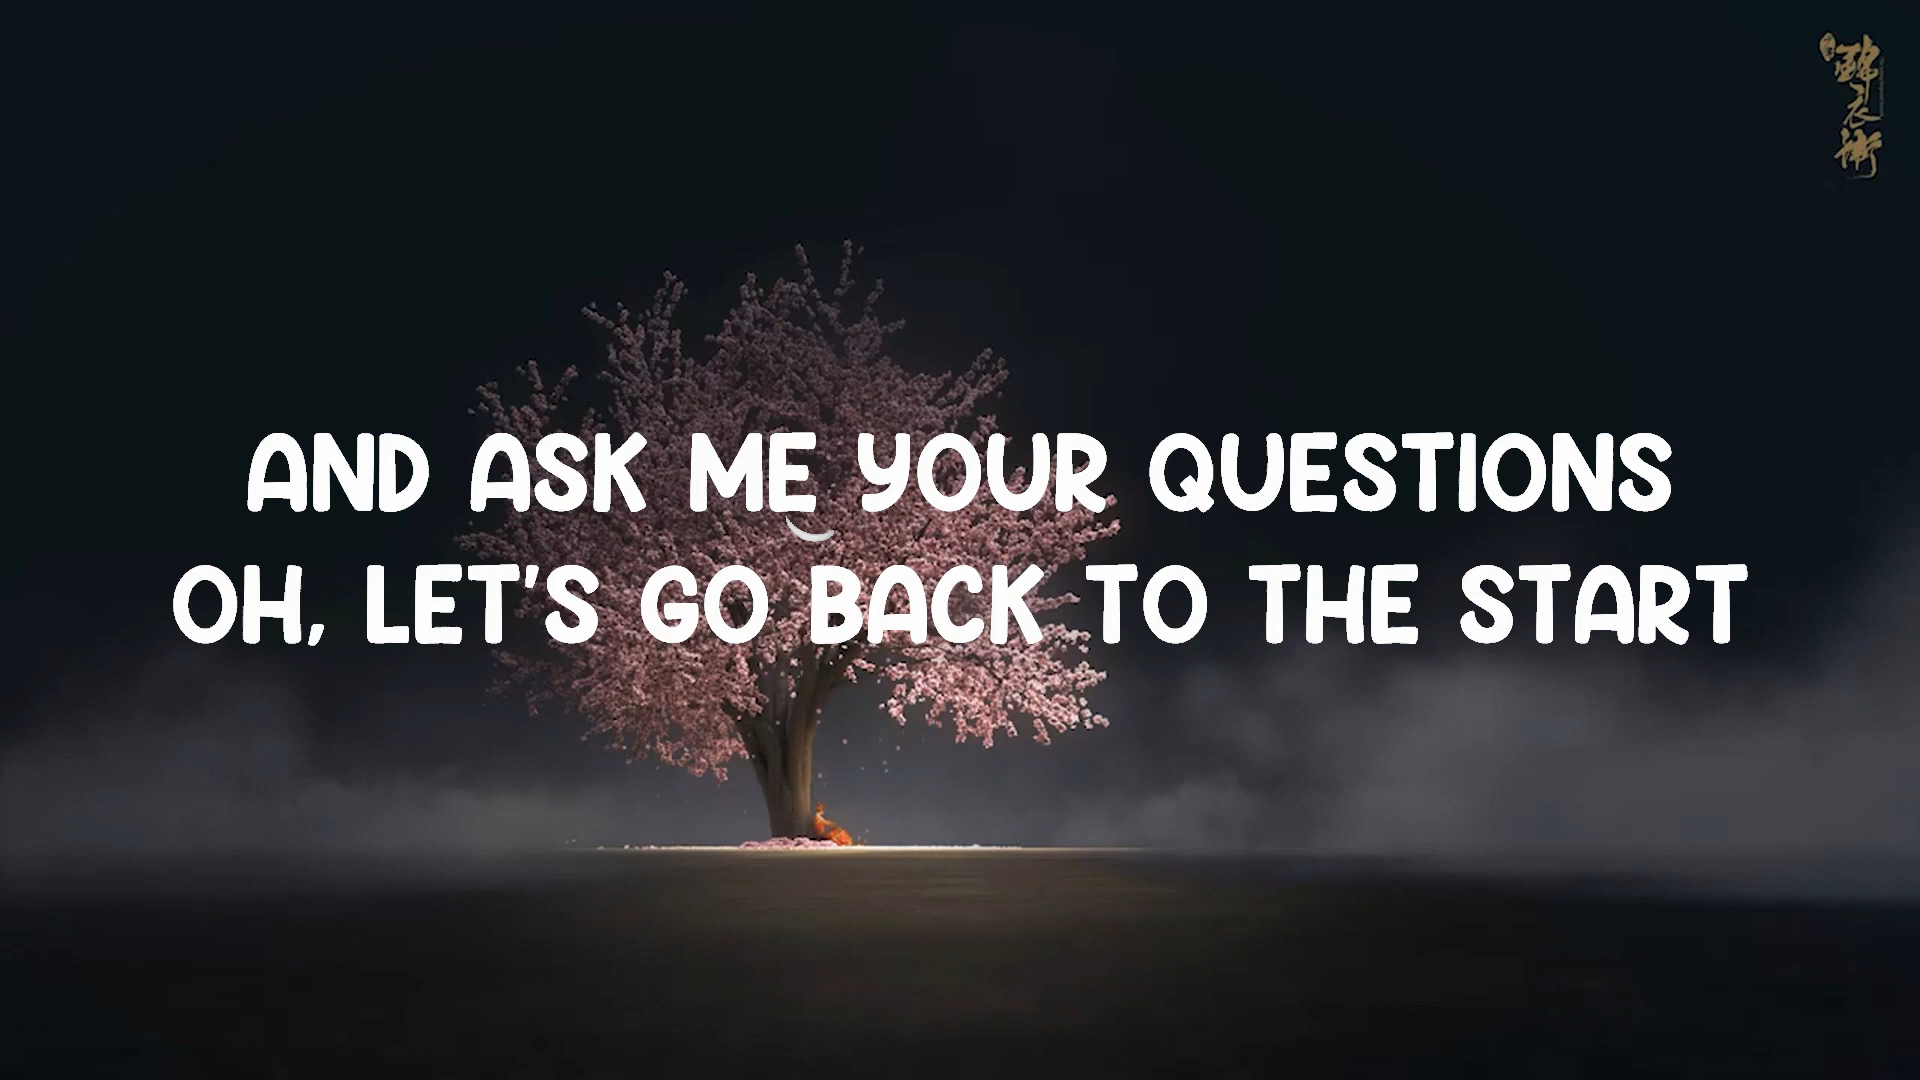 AND ASK ME YOUR QUESTIONS
OH, LET'S GO BACK TO THE START
錦衣衛